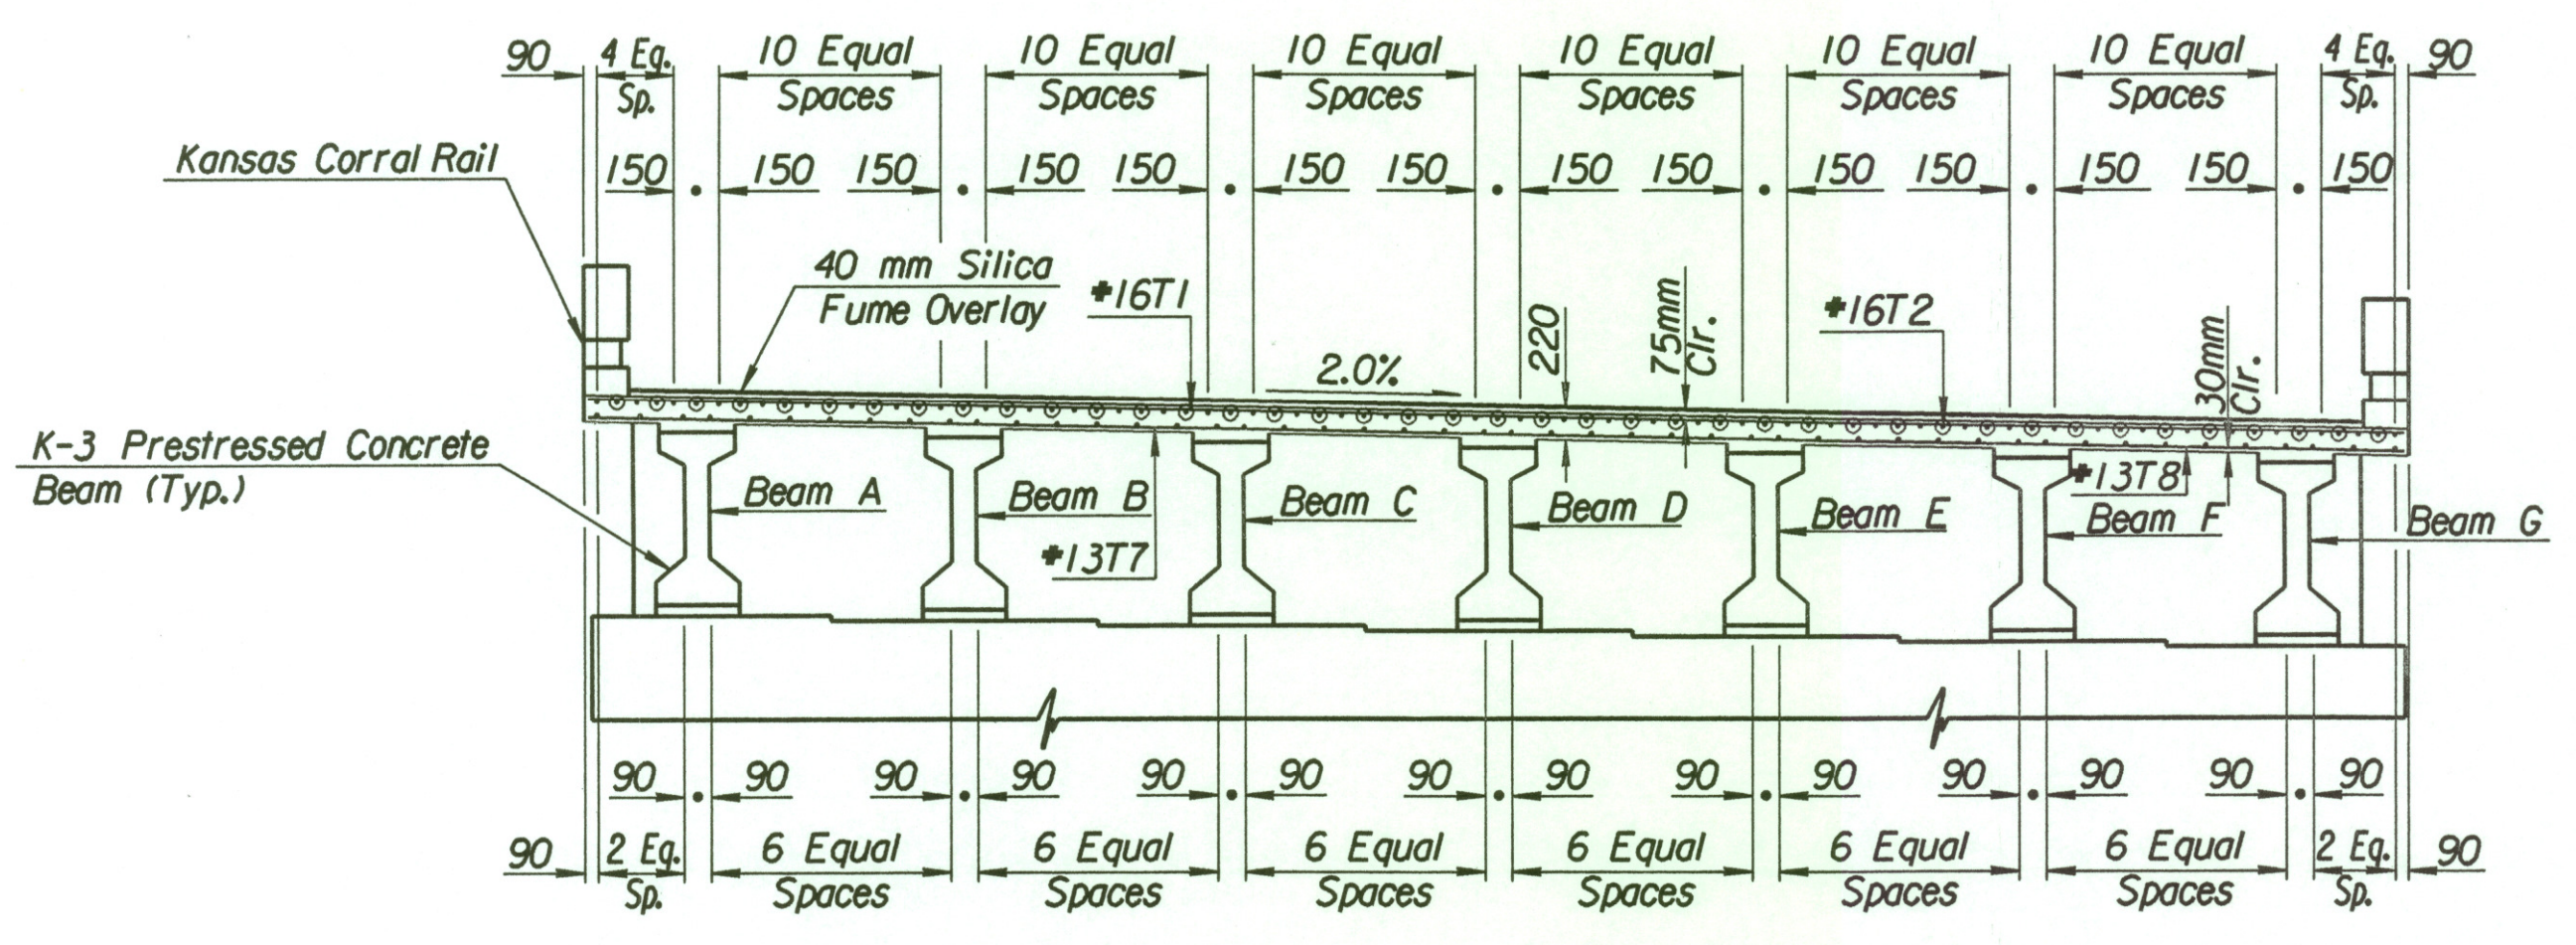 90 4 Eq. 10 Equal 10 Equal 10 Equal 10 Equal 10 Equal 10 Equal 4 Eq. 90
Sp. Spaces Spaces Spaces Spaces Spaces Spaces Sp.
Kansas Corral Rail
150 150 150 150 150 150 150 150 150 150 150 150 150 150
40 mm Silica
Fume Overlay
#16T1
2.0%
220
75mm
Clr.
#16T2
30mm
Clr.
K-3 Prestressed Concrete
Beam (Typ.)
Beam A
Beam B
Beam C
Beam D
Beam E
#13T8
Beam F
Beam G
#13T7
90 90 90 90 90 90 90 90 90 90 90 90 90 90
90 2 Eq. 6 Equal 6 Equal 6 Equal 6 Equal 6 Equal 6 Equal 2 Eq. 90
Sp. Spaces Spaces Spaces Spaces Spaces Spaces Sp.